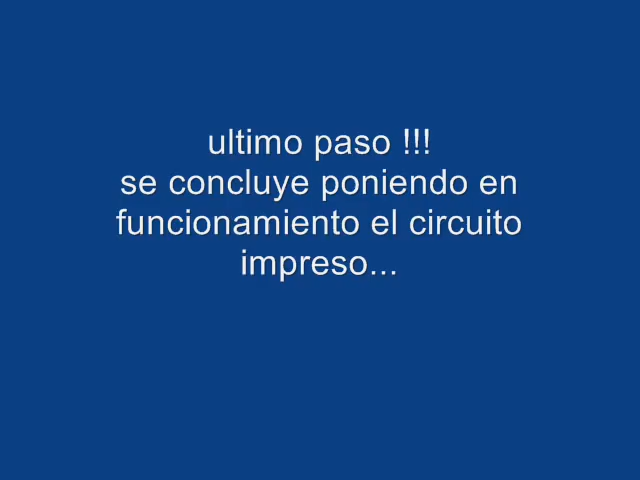 ultimo paso !!!
se concluye poniendo en
funcionamiento el circuito
impreso...